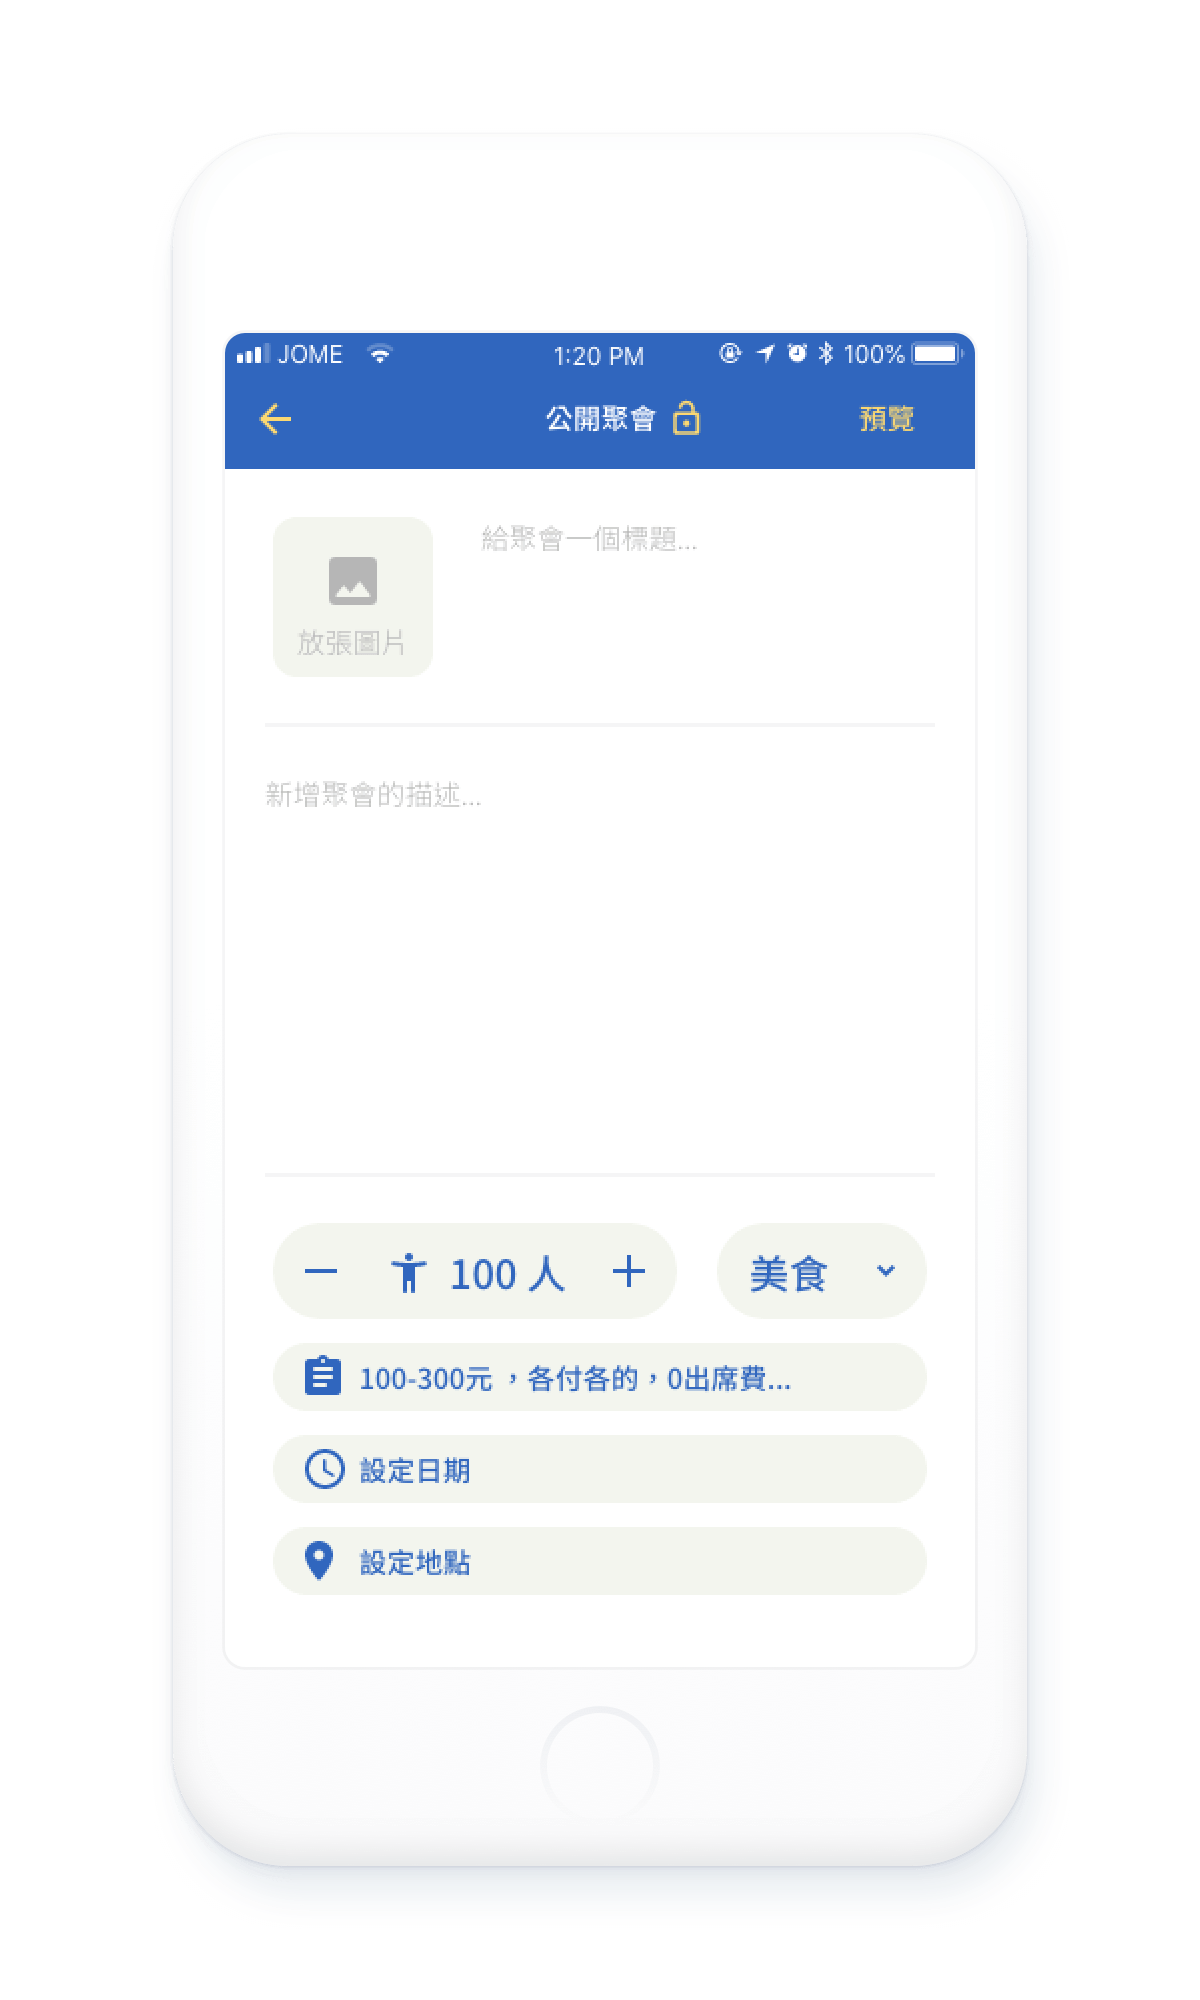 JOME 1:20 PM 100%
公開聚會 預覽
給聚會一個標題...
放張圖片
新增聚會的描述...
100 人 美食
100-300元 ，各付各的，0出席費...
設定日期
設定地點